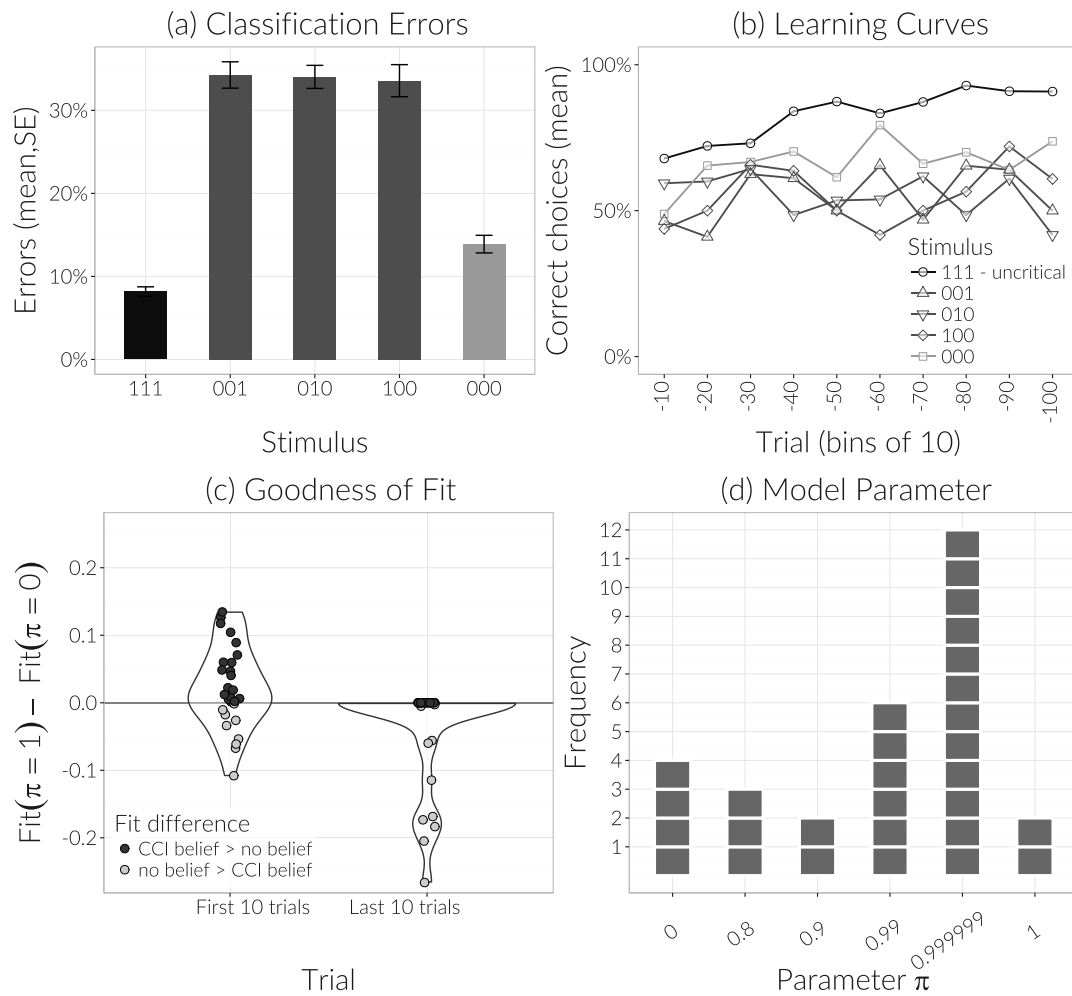 (a) Classification Errors
Errors (mean,SE)
30%
20%
10%
0%
111
001
010
100
000
Stimulus
(b) Learning Curves
Correct choices (mean)
100%
50%
0%
Stimulus
111 - uncritical
001
010
100
000
-10
-20
-30
-40
-50
-60
-70
-80
-90
-100
Trial (bins of 10)
(c) Goodness of Fit
Fit(π = 1) − Fit(π = 0)
0.2
0.1
0.0
-0.1
-0.2
Fit difference
CCI belief > no belief
no belief > CCI belief
First 10 trials
Last 10 trials
Trial
(d) Model Parameter
Frequency
12
11
10
9
8
7
6
5
4
3
2
1
0
0.8
0.9
0.99
0.999999
1
Parameter π